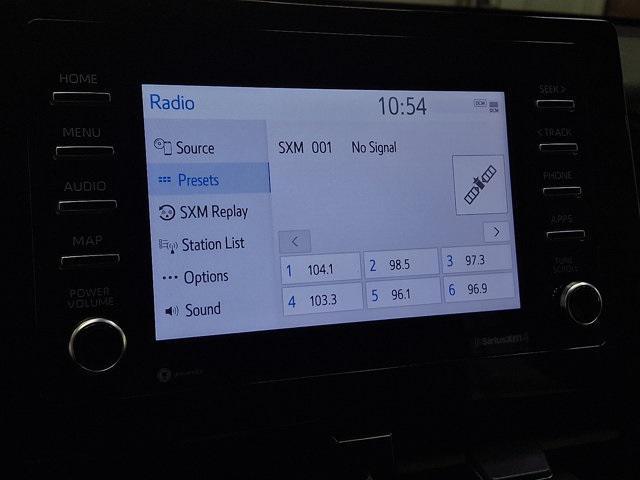 HOME
MENU
AUDIO
MAP
POWER
VOLUME
Radio
10:54
DCM
DCM
Source
Presets
SXM Replay
Station List
Options
Sound
SXM 001 No Signal
1 104.1
2 98.5
3 97.3
4 103.3
5 96.1
6 96.9
SEEK >
< TRACK
PHONE
APPS
TUNE
SCROLL
SiriusXM